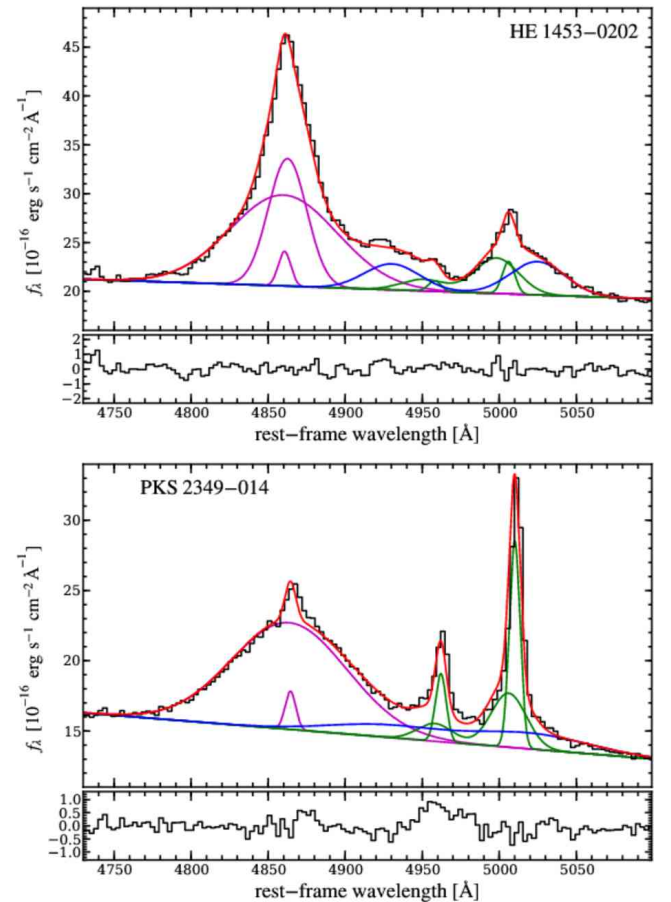 HE 1453−0202
45
40
35
30
25
20
fλ [10⁻¹⁶ erg s⁻¹ cm⁻² Å⁻¹]
2
1
0
−1
−2
4750 4800 4850 4900 4950 5000 5050
rest−frame wavelength [Å]
PKS 2349−014
30
25
20
15
fλ [10⁻¹⁶ erg s⁻¹ cm⁻² Å⁻¹]
1.0
0.5
0.0
−0.5
−1.0
4750 4800 4850 4900 4950 5000 5050
rest−frame wavelength [Å]